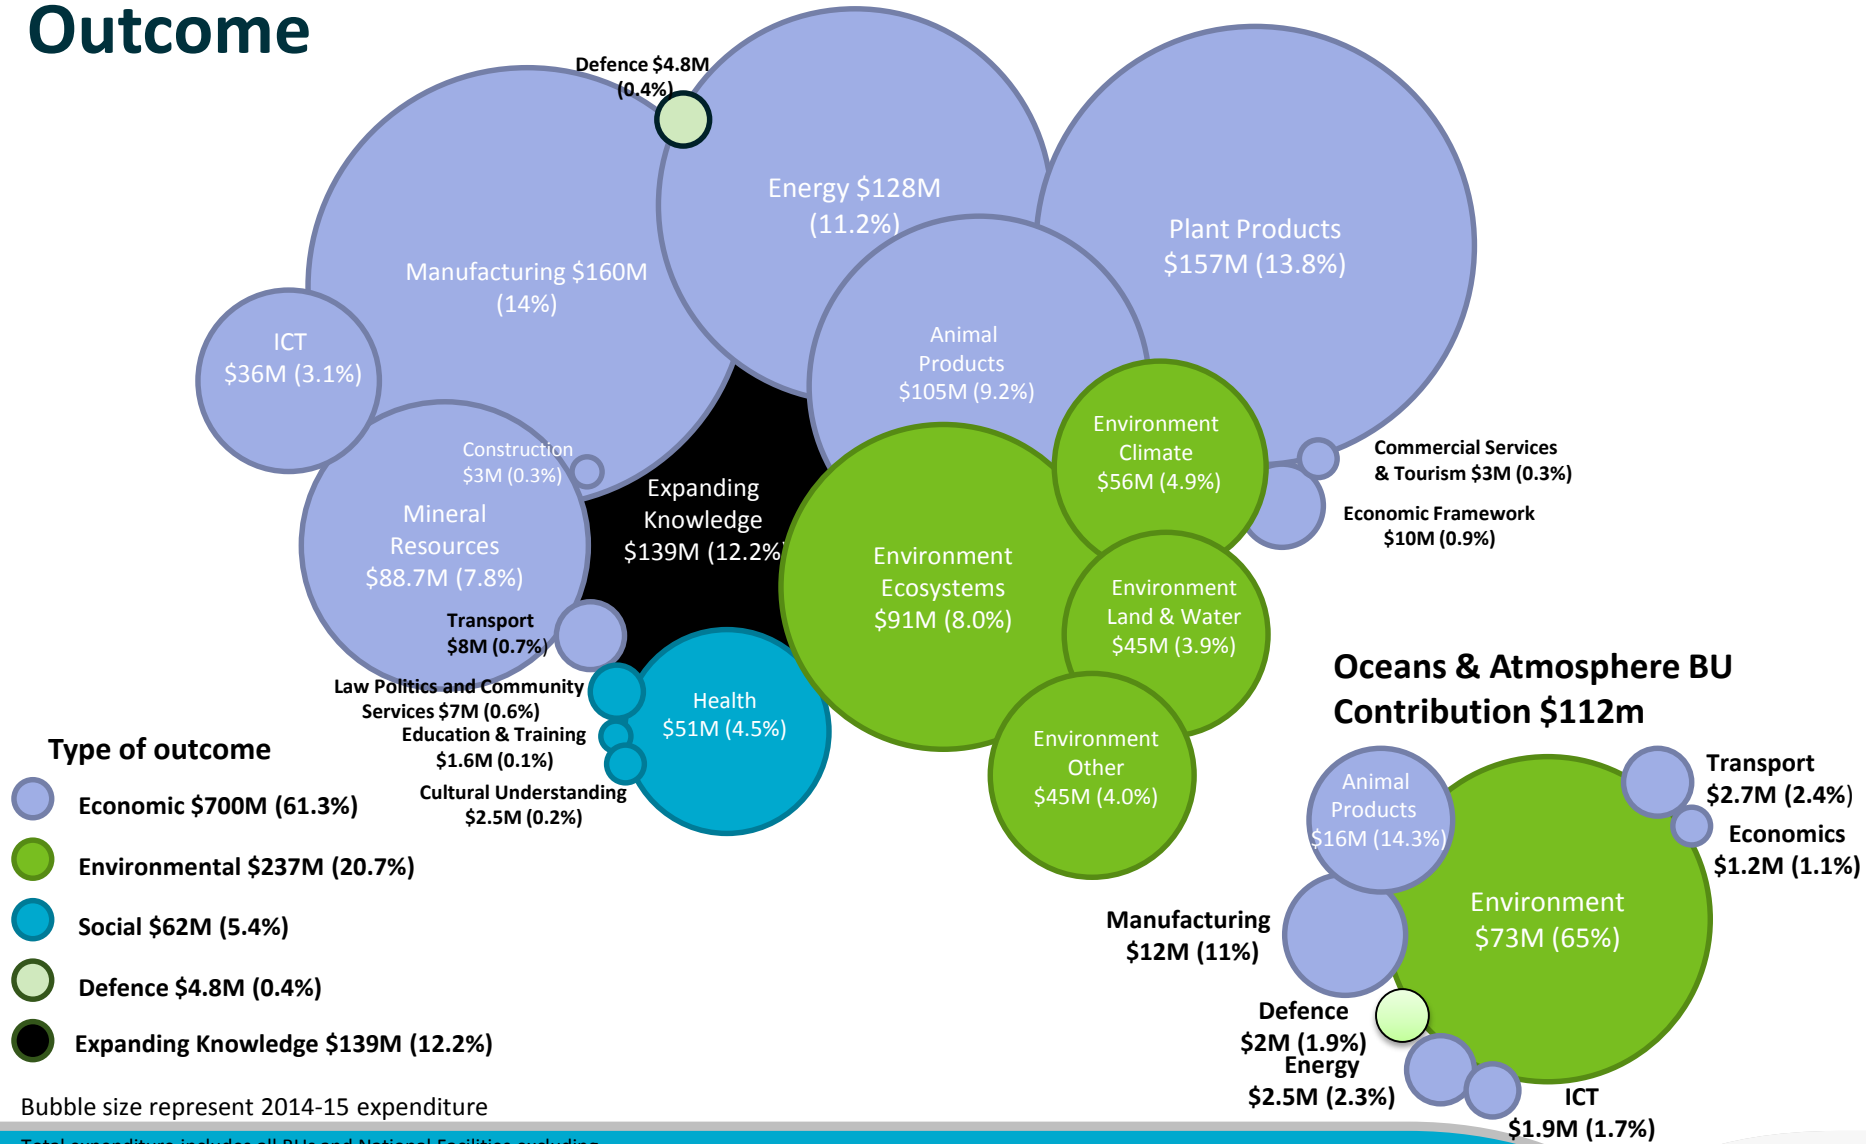 Outcome
Defence $4.8M
(0.4%)
Energy $128M
(11.2%)
Plant Products
$157M (13.8%)
Manufacturing $160M
(14%)
ICT
$36M (3.1%)
Animal
Products
$105M (9.2%)
Environment
Climate
$56M (4.9%)
Commercial Services
& Tourism $3M (0.3%)
Economic Framework
$10M (0.9%)
Construction
$3M (0.3%)
Mineral
Resources
$88.7M (7.8%)
Expanding
Knowledge
$139M (12.2%
Environment
Ecosystems
$91M (8.0%)
Environment
Land & Water
$45M (3.9%)
Transport
$8M (0.7%)
Law Politics and Community
Services $7M (0.6%)
Education & Training
$1.6M (0.1%)
Cultural Understanding
$2.5M (0.2%)
Health
$51M (4.5%)
Environment
Other
$45M (4.0%)
Type of outcome
Economic $700M (61.3%)
Environmental $237M (20.7%)
Social $62M (5.4%)
Defence $4.8M (0.4%)
Expanding Knowledge $139M (12.2%)
Bubble size represent 2014-15 expenditure
Total expenditure includes all BUs and National Facilities excluding
Oceans & Atmosphere BU
Contribution $112m
Animal
Products
$16M (14.3%)
Transport
$2.7M (2.4%)
Economics
$1.2M (1.1%)
Environment
$73M (65%)
Manufacturing
$12M (11%)
Defence
$2M (1.9%)
Energy
$2.5M (2.3%)
ICT
$1.9M (1.7%)